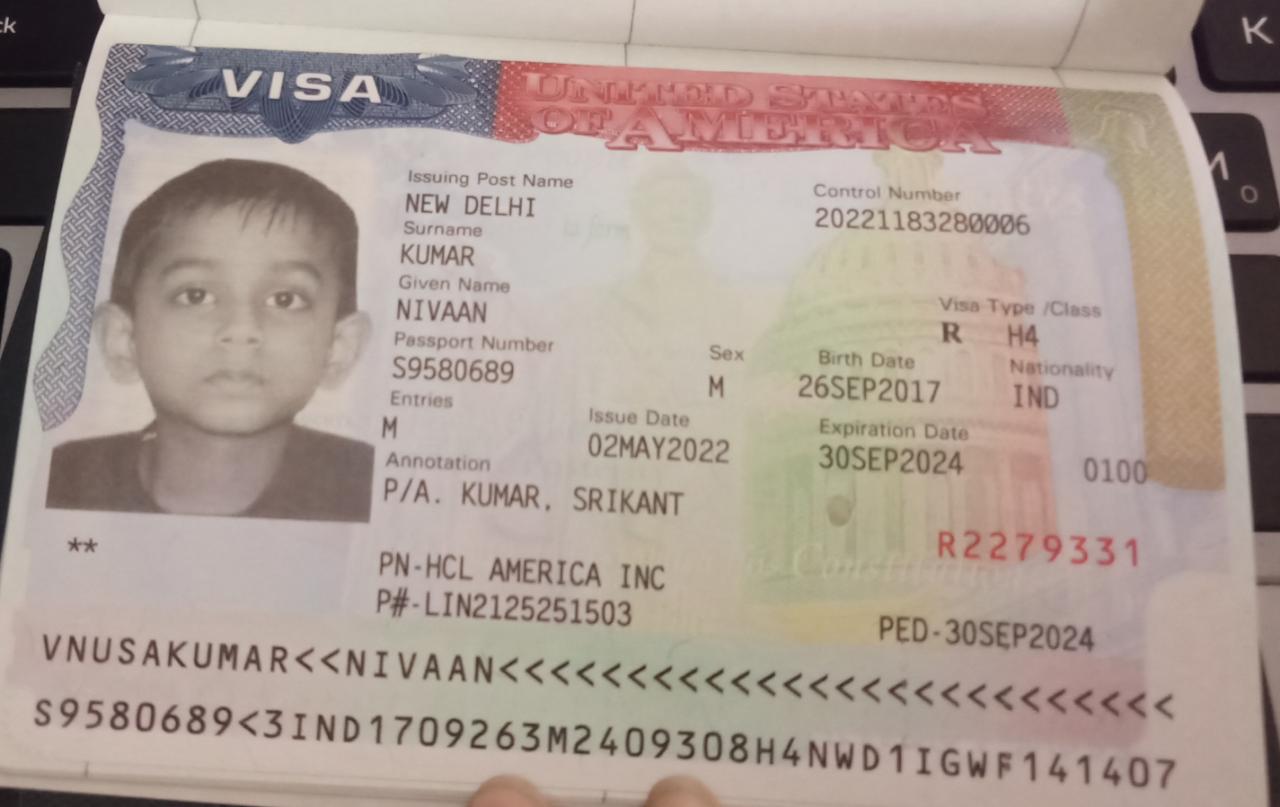 VISA
UNITED STATES
OF AMERICA
Issuing Post Name
NEW DELHI
Control Number
20221183280006
Surname
KUMAR
Given Name
NIVAAN
Visa Type /Class
R H4
Passport Number
S9580689
Sex
M
Birth Date
26SEP2017
Nationality
IND
Entries
M
Issue Date
02MAY2022
Expiration Date
30SEP2024
0100
Annotation
P/A. KUMAR, SRIKANT
**
R2279331
PN-HCL AMERICA INC
P#-LIN2125251503
PED-30SEP2024
VNUSAKUMAR<<NIVAAN<<<<<<<<<<<<<<<<<<<<<<<<<<
S9580689<3IND1709263M2409308H4NWD1IGWF141407
K
M